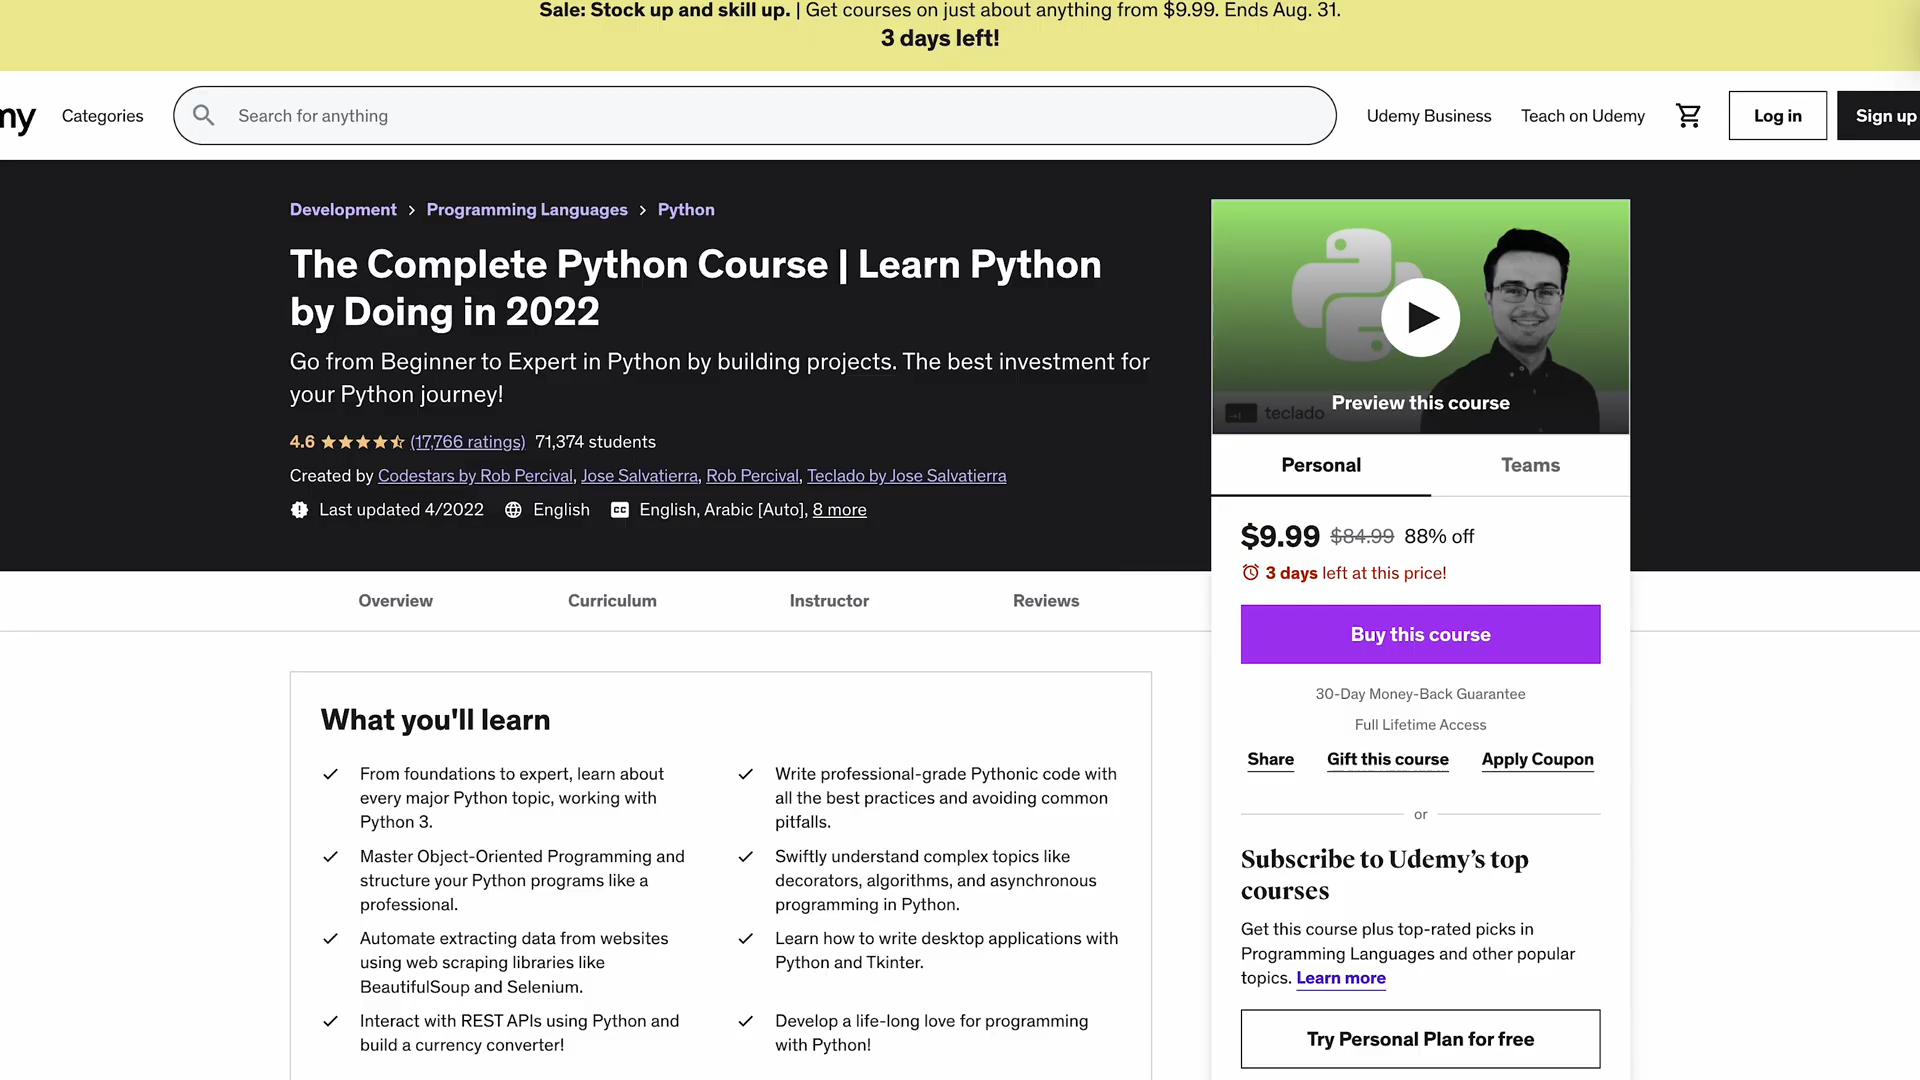 Sale: Stock up and skill up. | Get courses on just about anything from $9.99. Ends Aug. 31.
3 days left!
my
Categories
Search for anything
Udemy Business
Teach on Udemy
Log in
Sign up
Development > Programming Languages > Python
The Complete Python Course | Learn Python
by Doing in 2022
Go from Beginner to Expert in Python by building projects. The best investment for
your Python journey!
4.6 (17,766 ratings) 71,374 students
Created by Codestars by Rob Percival, Jose Salvatierra, Rob Percival, Teclado by Jose Salvatierra
Last updated 4/2022 English CC English, Arabic [Auto], 8 more
teclado
Preview this course
Personal
Teams
$9.99 $84.99 88% off
3 days left at this price!
Buy this course
30-Day Money-Back Guarantee
Full Lifetime Access
Share
Gift this course
Apply Coupon
or
Subscribe to Udemy’s top
courses
Get this course plus top-rated picks in
Programming Languages and other popular
topics. Learn more
Try Personal Plan for free
Overview
Curriculum
Instructor
Reviews
What you'll learn
From foundations to expert, learn about
every major Python topic, working with
Python 3.
Write professional-grade Pythonic code with
all the best practices and avoiding common
pitfalls.
Master Object-Oriented Programming and
structure your Python programs like a
professional.
Swiftly understand complex topics like
decorators, algorithms, and asynchronous
programming in Python.
Automate extracting data from websites
using web scraping libraries like
BeautifulSoup and Selenium.
Learn how to write desktop applications with
Python and Tkinter.
Interact with REST APIs using Python and
build a currency converter!
Develop a life-long love for programming
with Python!